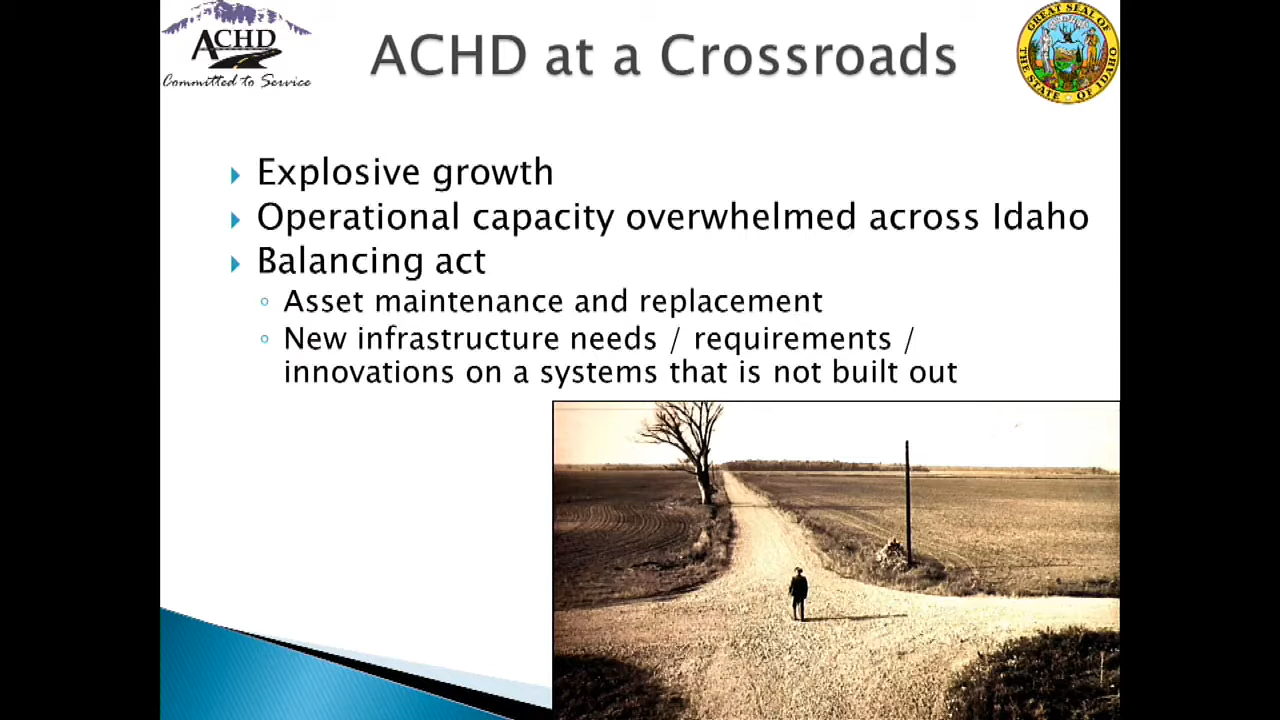 ACHD
Committed to Service
ACHD at a Crossroads
GREAT SEAL OF
THE STATE OF IDAHO
Explosive growth
Operational capacity overwhelmed across Idaho
Balancing act
Asset maintenance and replacement
New infrastructure needs / requirements /
innovations on a systems that is not built out